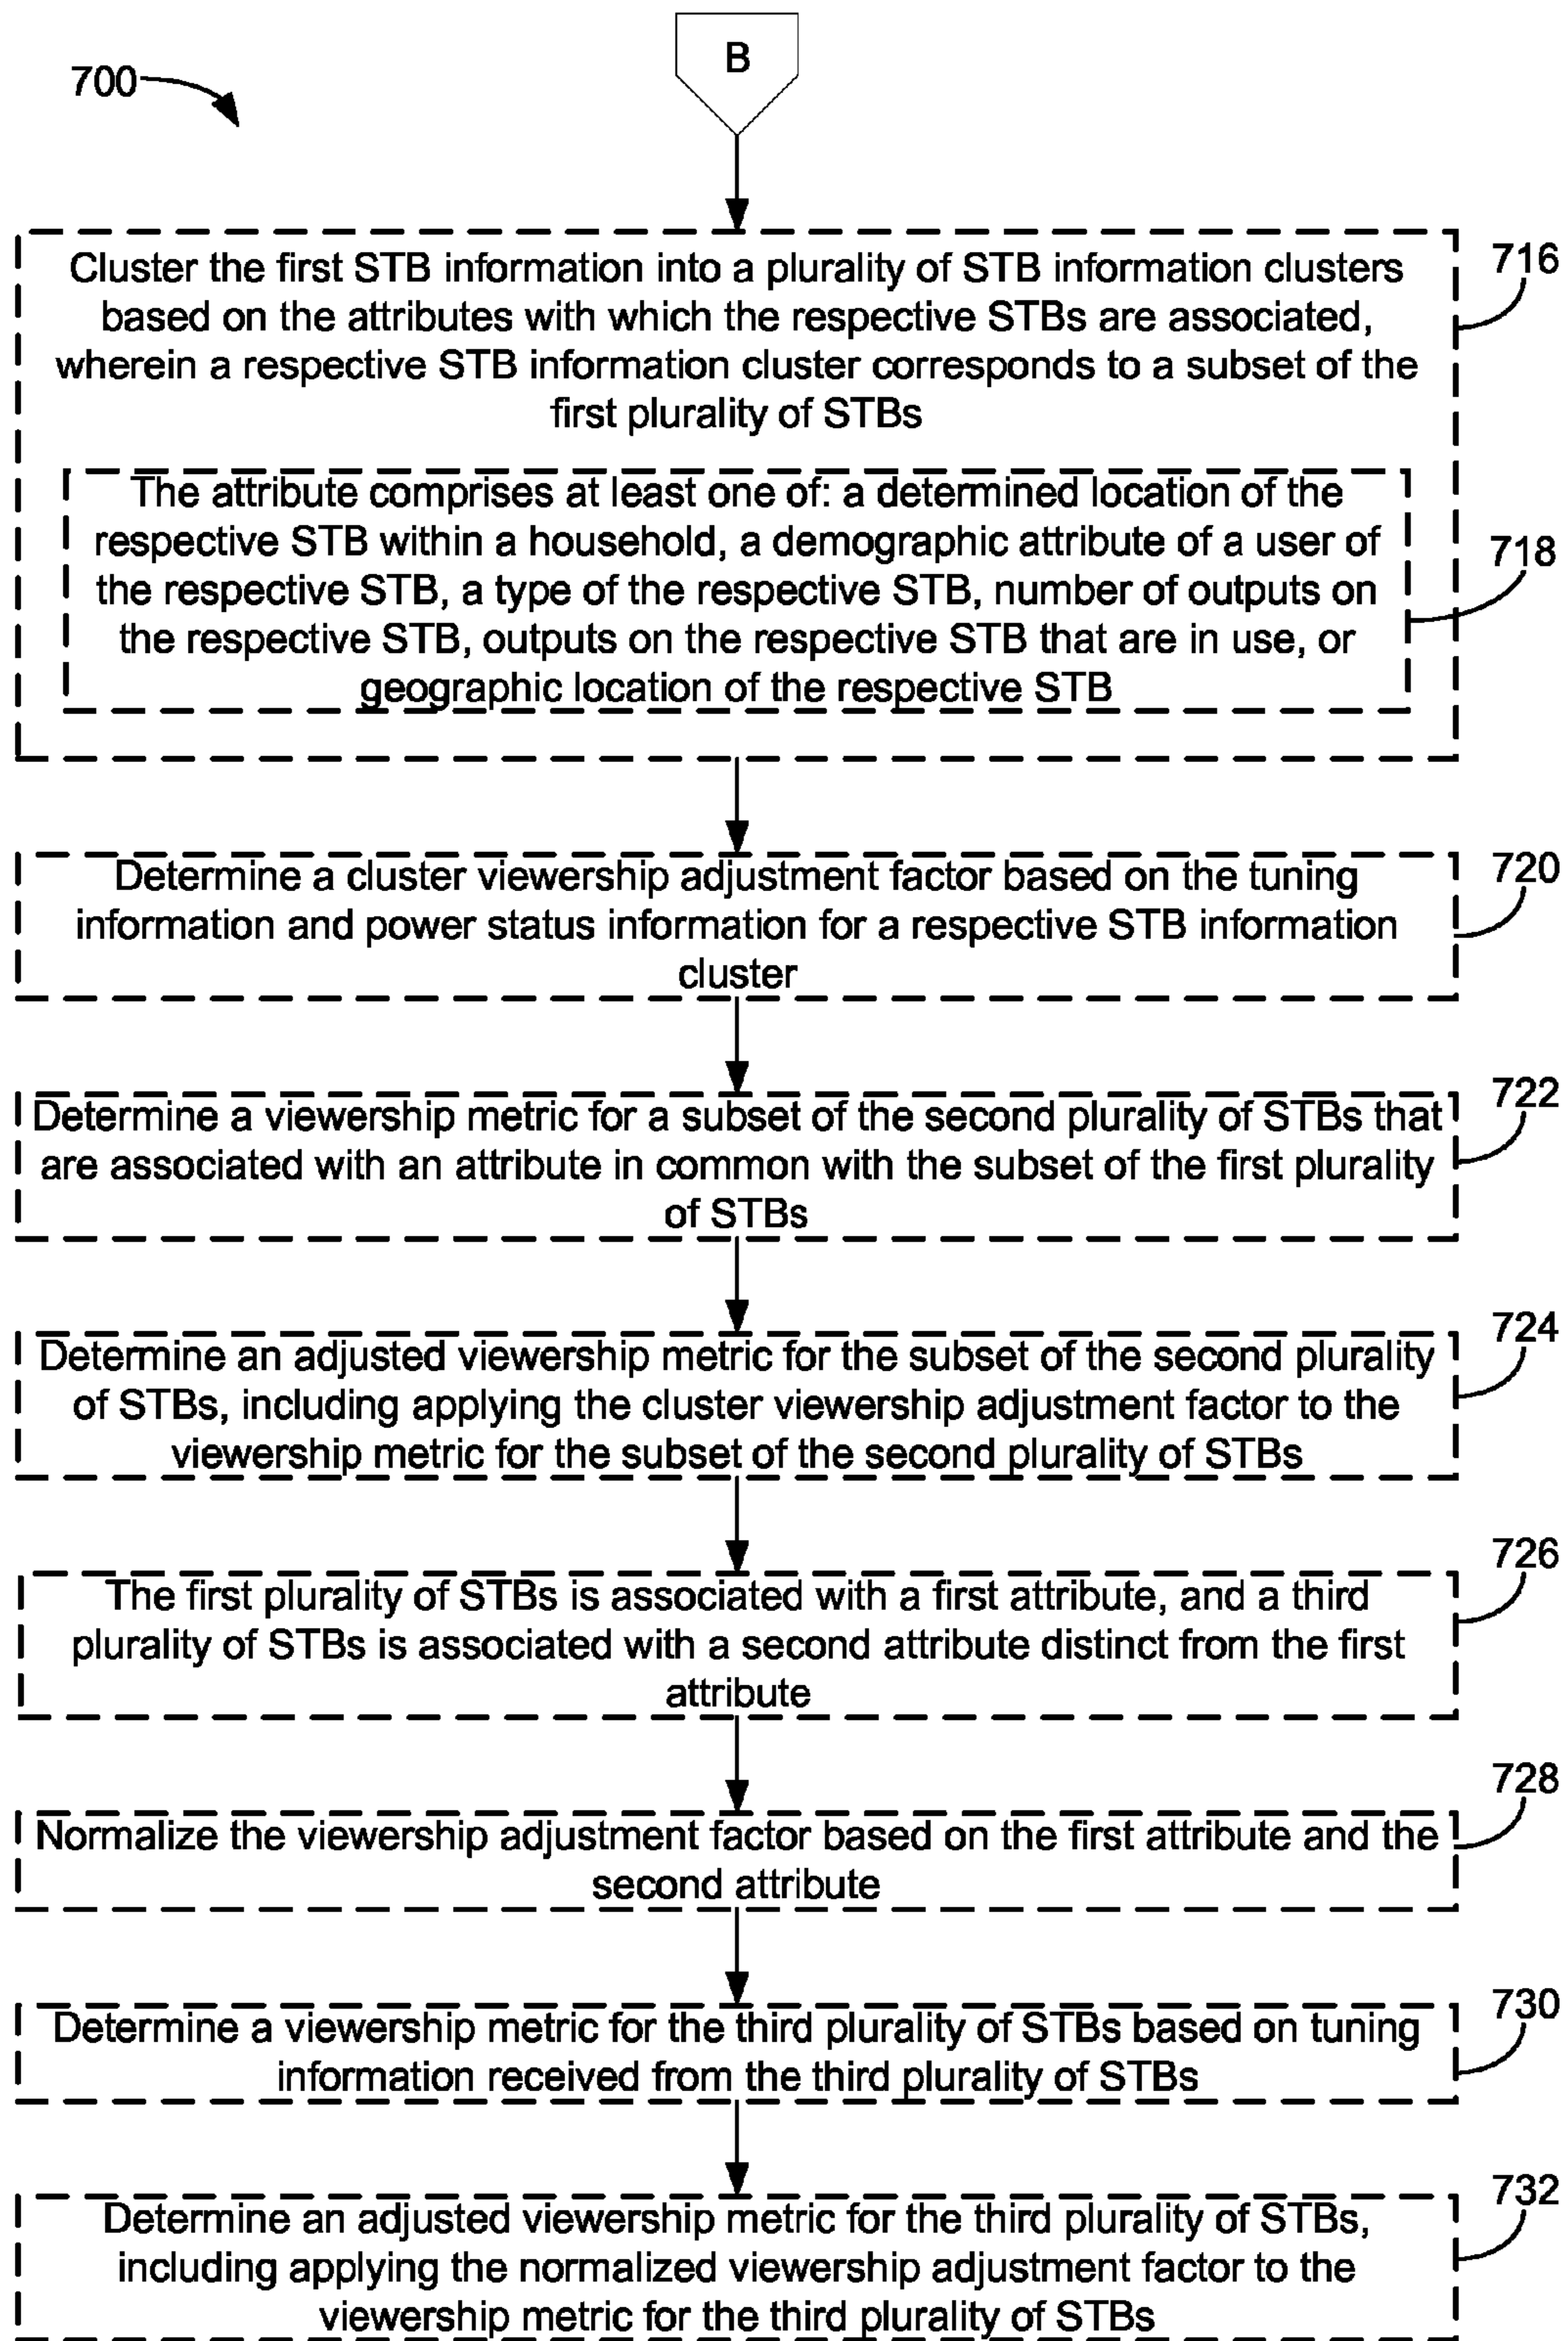 B
700
Cluster the first STB information into a plurality of STB information clusters
based on the attributes with which the respective STBs are associated,
wherein a respective STB information cluster corresponds to a subset of the
first plurality of STBs
716
The attribute comprises at least one of: a determined location of the
respective STB within a household, a demographic attribute of a user of
the respective STB, a type of the respective STB, number of outputs on
the respective STB, outputs on the respective STB that are in use, or
geographic location of the respective STB
718
Determine a cluster viewership adjustment factor based on the tuning
information and power status information for a respective STB information
cluster
720
Determine a viewership metric for a subset of the second plurality of STBs that
are associated with an attribute in common with the subset of the first plurality
of STBs
722
Determine an adjusted viewership metric for the subset of the second plurality
of STBs, including applying the cluster viewership adjustment factor to the
viewership metric for the subset of the second plurality of STBs
724
The first plurality of STBs is associated with a first attribute, and a third
plurality of STBs is associated with a second attribute distinct from the first
attribute
726
Normalize the viewership adjustment factor based on the first attribute and the
second attribute
728
Determine a viewership metric for the third plurality of STBs based on tuning
information received from the third plurality of STBs
730
Determine an adjusted viewership metric for the third plurality of STBs,
including applying the normalized viewership adjustment factor to the
viewership metric for the third plurality of STBs
732